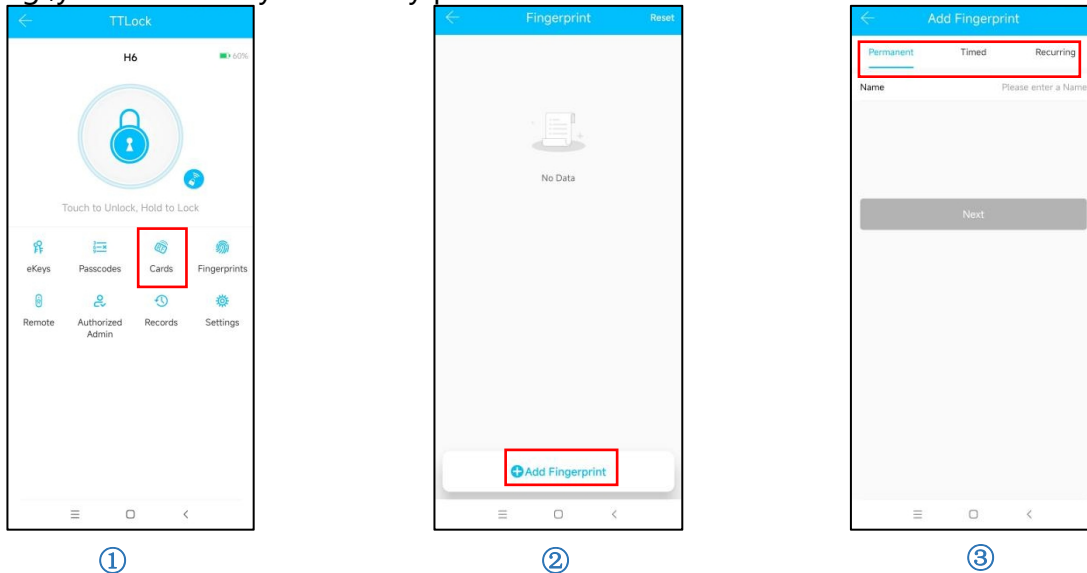 TTLock
H6
60%
Touch to Unlock, Hold to Lock
eKeys Passcodes Cards Fingerprints
Remote Authorized Admin Records Settings
①
Fingerprint Reset
No Data
Add Fingerprint
②
Add Fingerprint
Permanent Timed Recurring
Name Please enter a Name
Next
③